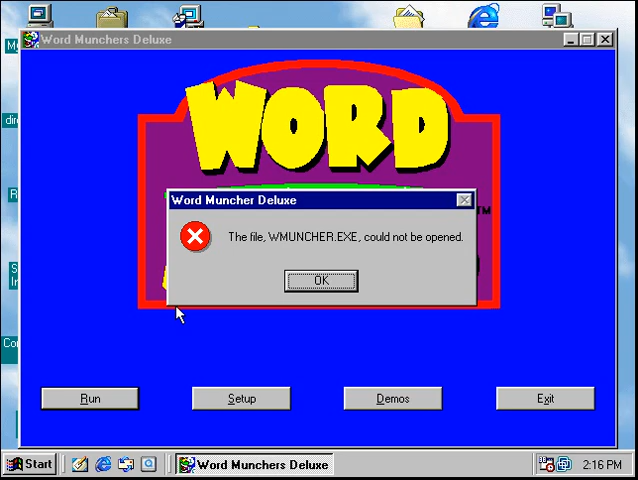 Word Munchers Deluxe
WORD
TM
Word Muncher Deluxe
The file, WMUNCHER.EXE, could not be opened.
OK
Run
Setup
Demos
Exit
Start
Word Munchers Deluxe
2:16 PM